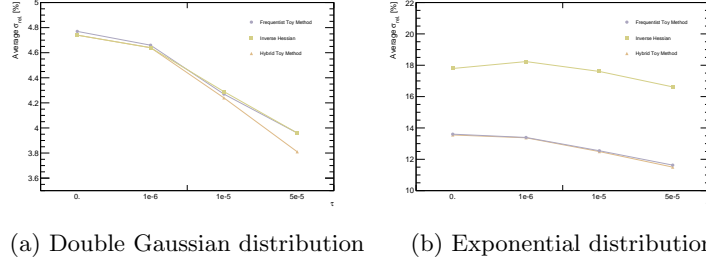 Average σrel. [%]
5
4.8
4.6
4.4
4.2
4
3.8
3.6
Frequentist Toy Method
Inverse Hessian
Hybrid Toy Method
0.
1e-6
1e-5
5e-5
τ
(a) Double Gaussian distribution
Average σrel. [%]
22
20
18
16
14
12
10
Frequentist Toy Method
Inverse Hessian
Hybrid Toy Method
0.
1e-6
1e-5
5e-5
(b) Exponential distribution